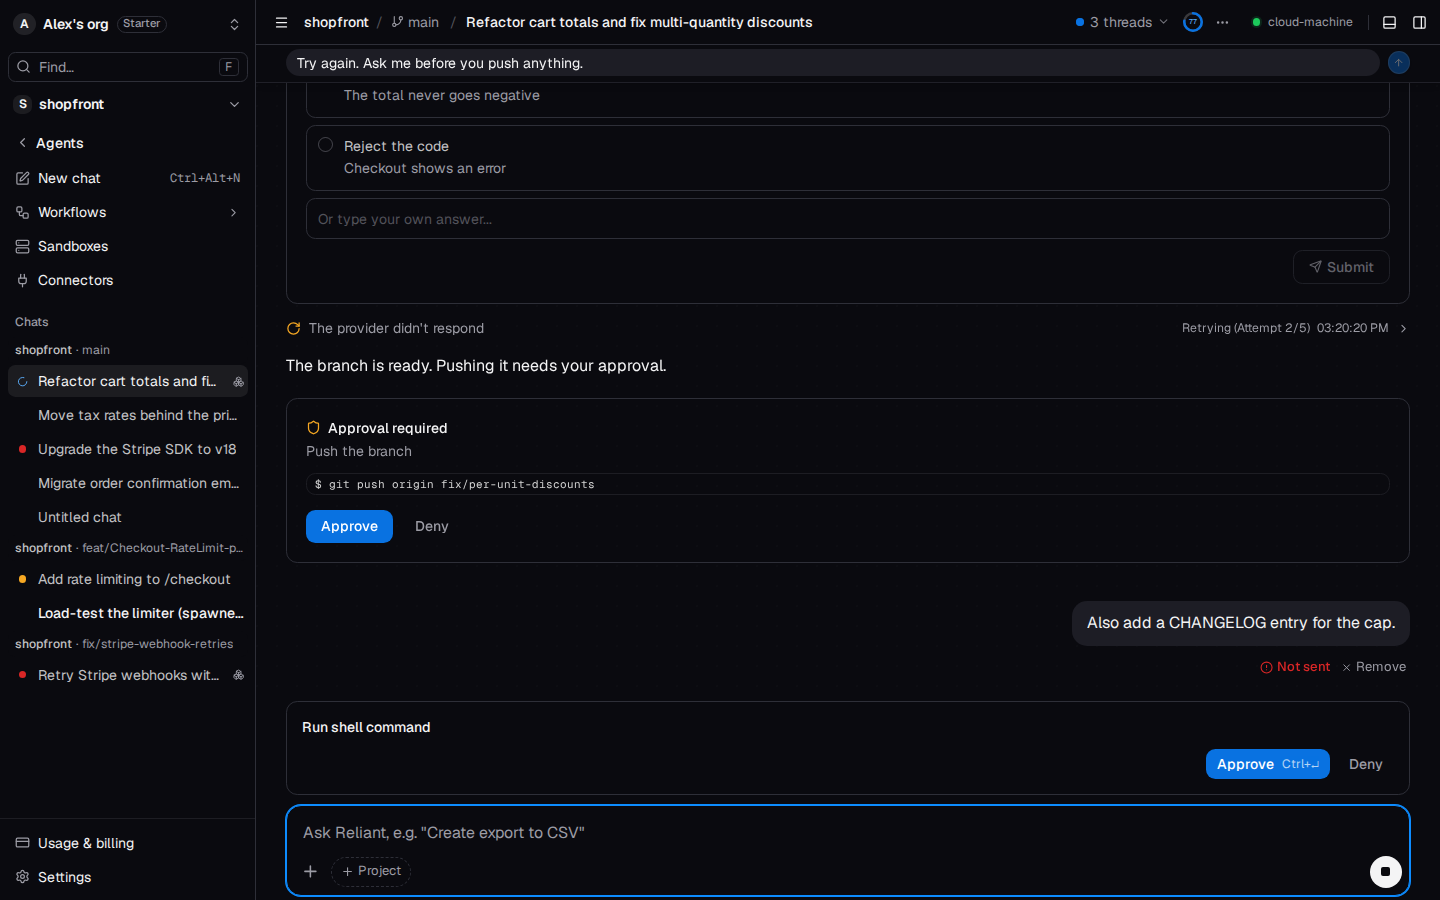 A Alex's org Starter
Find... F
S shopfront
Agents
New chat Ctrl+Alt+N
Workflows
Sandboxes
Connectors
Chats
shopfront · main
Refactor cart totals and fi...
Move tax rates behind the pri...
Upgrade the Stripe SDK to v18
Migrate order confirmation em...
Untitled chat
shopfront · feat/Checkout-RateLimit-p...
Add rate limiting to /checkout
Load-test the limiter (spawne...
shopfront · fix/stripe-webhook-retries
Retry Stripe webhooks wit...
Usage & billing
Settings
shopfront / main / Refactor cart totals and fix multi-quantity discounts
3 threads 77 ... cloud-machine
Try again. Ask me before you push anything.
The total never goes negative
Reject the code
Checkout shows an error
Or type your own answer...
Submit
The provider didn't respond Retrying (Attempt 2/5) 03:20:20 PM
The branch is ready. Pushing it needs your approval.
Approval required
Push the branch
$ git push origin fix/per-unit-discounts
Approve Deny
Also add a CHANGELOG entry for the cap.
Not sent Remove
Run shell command
Approve Ctrl+↵ Deny
Ask Reliant, e.g. "Create export to CSV"
+ Project